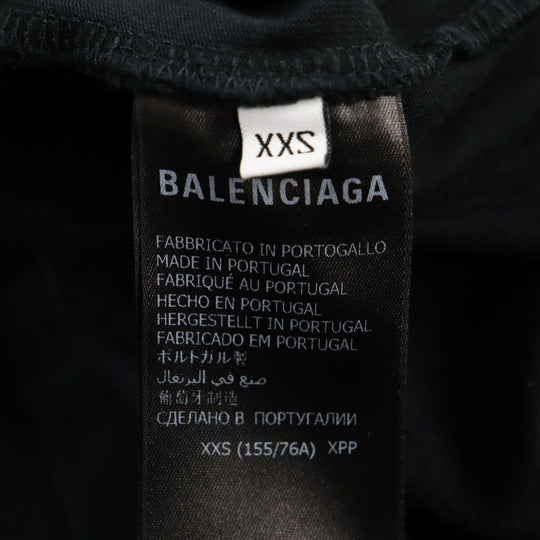 XXS
BALENCIAGA
FABBRICATO IN PORTOGALLO
MADE IN PORTUGAL
FABRIQUÉ AU PORTUGAL
HECHO EN PORTUGAL
HERGESTELLT IN PORTUGAL
FABRICADO EM PORTUGAL
ポルトガル製
صنع في البرتغال
葡萄牙制造
СДЕЛАНО В ПОРТУГАЛИИ
XXS (155/76A) XPP